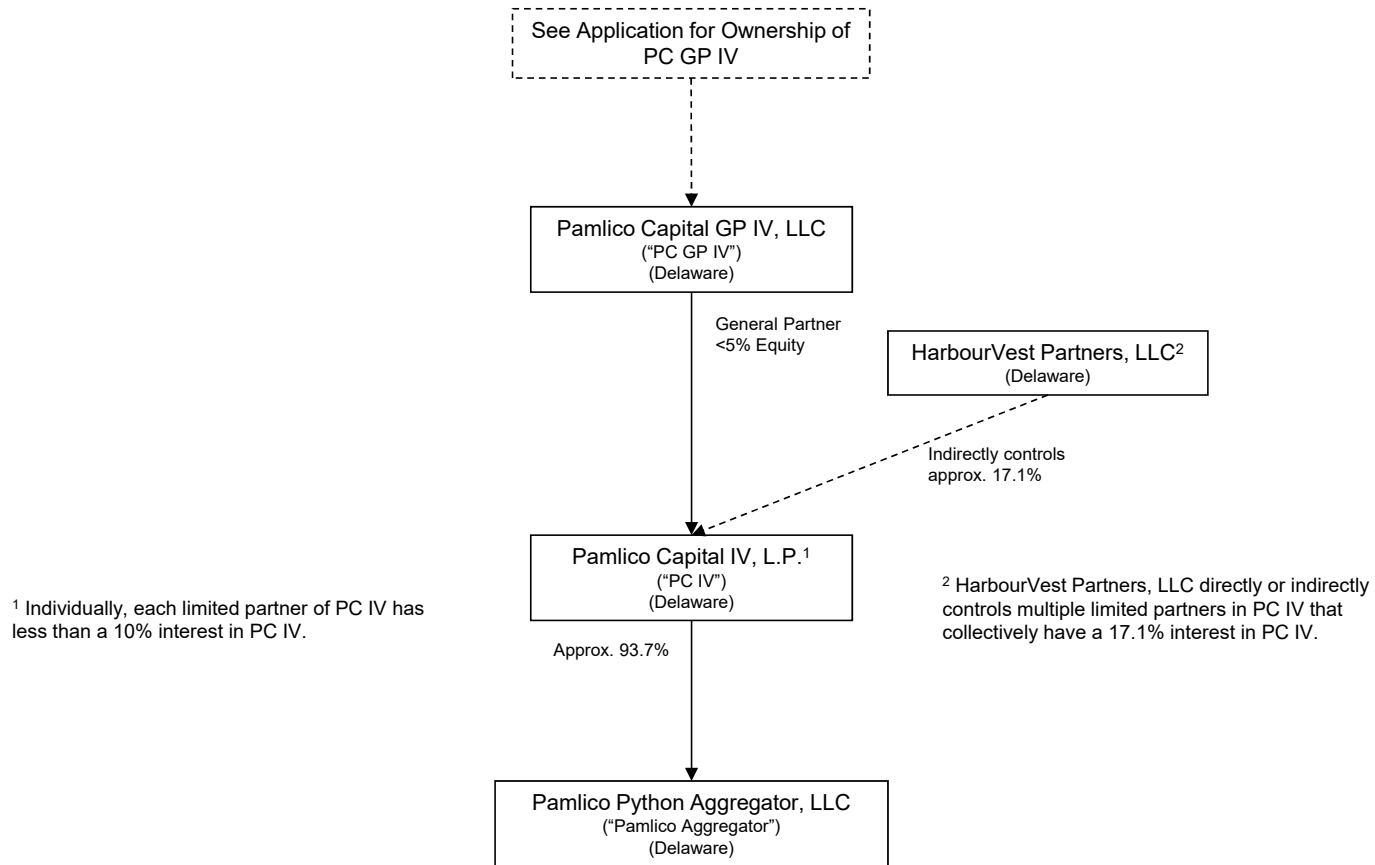 See Application for Ownership of
PC GP IV
Pamlico Capital GP IV, LLC
(“PC GP IV”)
(Delaware)
General Partner
<5% Equity
HarbourVest Partners, LLC²
(Delaware)
Indirectly controls
approx. 17.1%
Pamlico Capital IV, L.P.¹
(“PC IV”)
(Delaware)
¹ Individually, each limited partner of PC IV has
less than a 10% interest in PC IV.
² HarbourVest Partners, LLC directly or indirectly
controls multiple limited partners in PC IV that
collectively have a 17.1% interest in PC IV.
Approx. 93.7%
Pamlico Python Aggregator, LLC
(“Pamlico Aggregator”)
(Delaware)